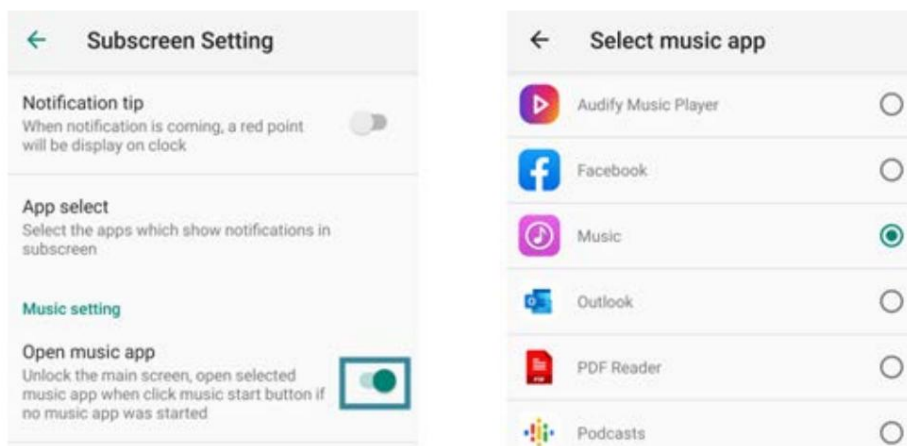 Subscreen Setting
Notification tip
When notification is coming, a red point
will be display on clock
App select
Select the apps which show notifications in
subscreen
Music setting
Open music app
Unlock the main screen, open selected
music app when click music start button if
no music app was started
Select music app
Audify Music Player
Facebook
Music
Outlook
PDF Reader
Podcasts